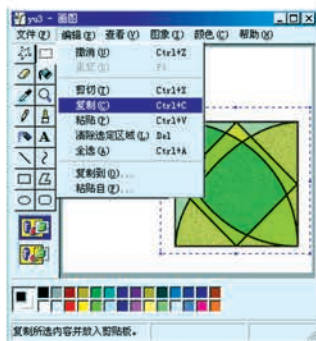 yu3 - 画图
文件(F) 编辑(E) 查看(V) 图象(I) 颜色(C) 帮助(H)
撤消(U) Ctrl+Z
重复(R) F4
剪切(T) Ctrl+X
复制(C) Ctrl+C
粘贴(P) Ctrl+V
清除选定区域(L) Del
全选(A) Ctrl+A
复制到(O)...
粘贴自(F)...
A
复制所选内容并放入剪贴板。